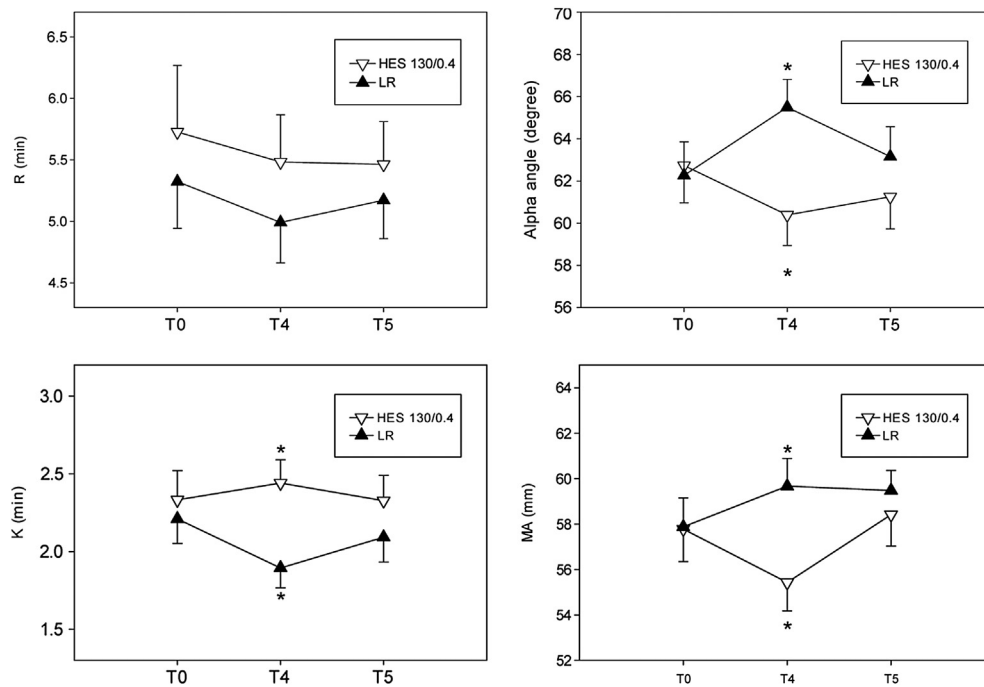 6.5
6.0
5.5
5.0
4.5
R (min)
HES 130/0.4
LR
T0 T4 T5
70
68
66
64
62
60
58
56
Alpha angle (degree)
HES 130/0.4
LR
*
*
T0 T4 T5
3.0
2.5
2.0
1.5
K (min)
HES 130/0.4
LR
*
*
T0 T4 T5
64
62
60
58
56
54
52
MA (mm)
HES 130/0.4
LR
*
*
T0 T4 T5